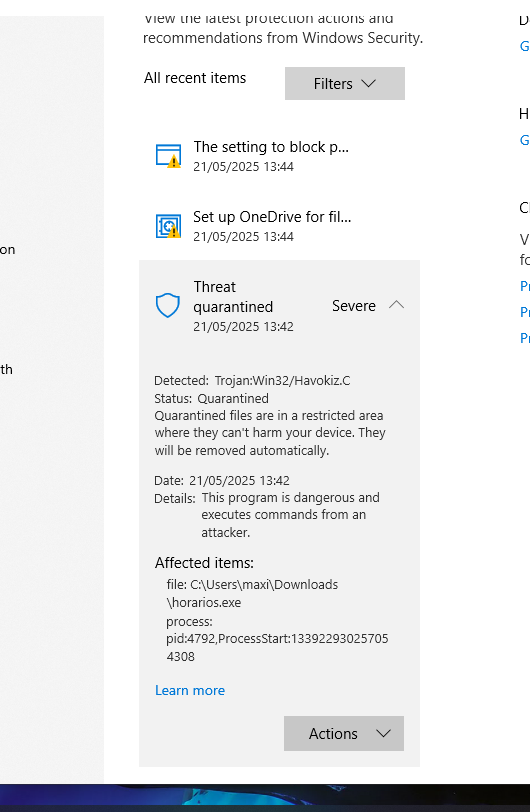 View the latest protection actions and
recommendations from Windows Security.
All recent items
Filters
The setting to block p...
21/05/2025 13:44
Set up OneDrive for fil...
21/05/2025 13:44
Threat
quarantined
21/05/2025 13:42
Severe
Detected: Trojan:Win32/Havokiz.C
Status: Quarantined
Quarantined files are in a restricted area
where they can't harm your device. They
will be removed automatically.
Date: 21/05/2025 13:42
Details: This program is dangerous and
executes commands from an
attacker.
Affected items:
file: C:\Users\maxi\Downloads
\horarios.exe
process:
pid:4792,ProcessStart:13392293025705
4308
Learn more
Actions
on
th